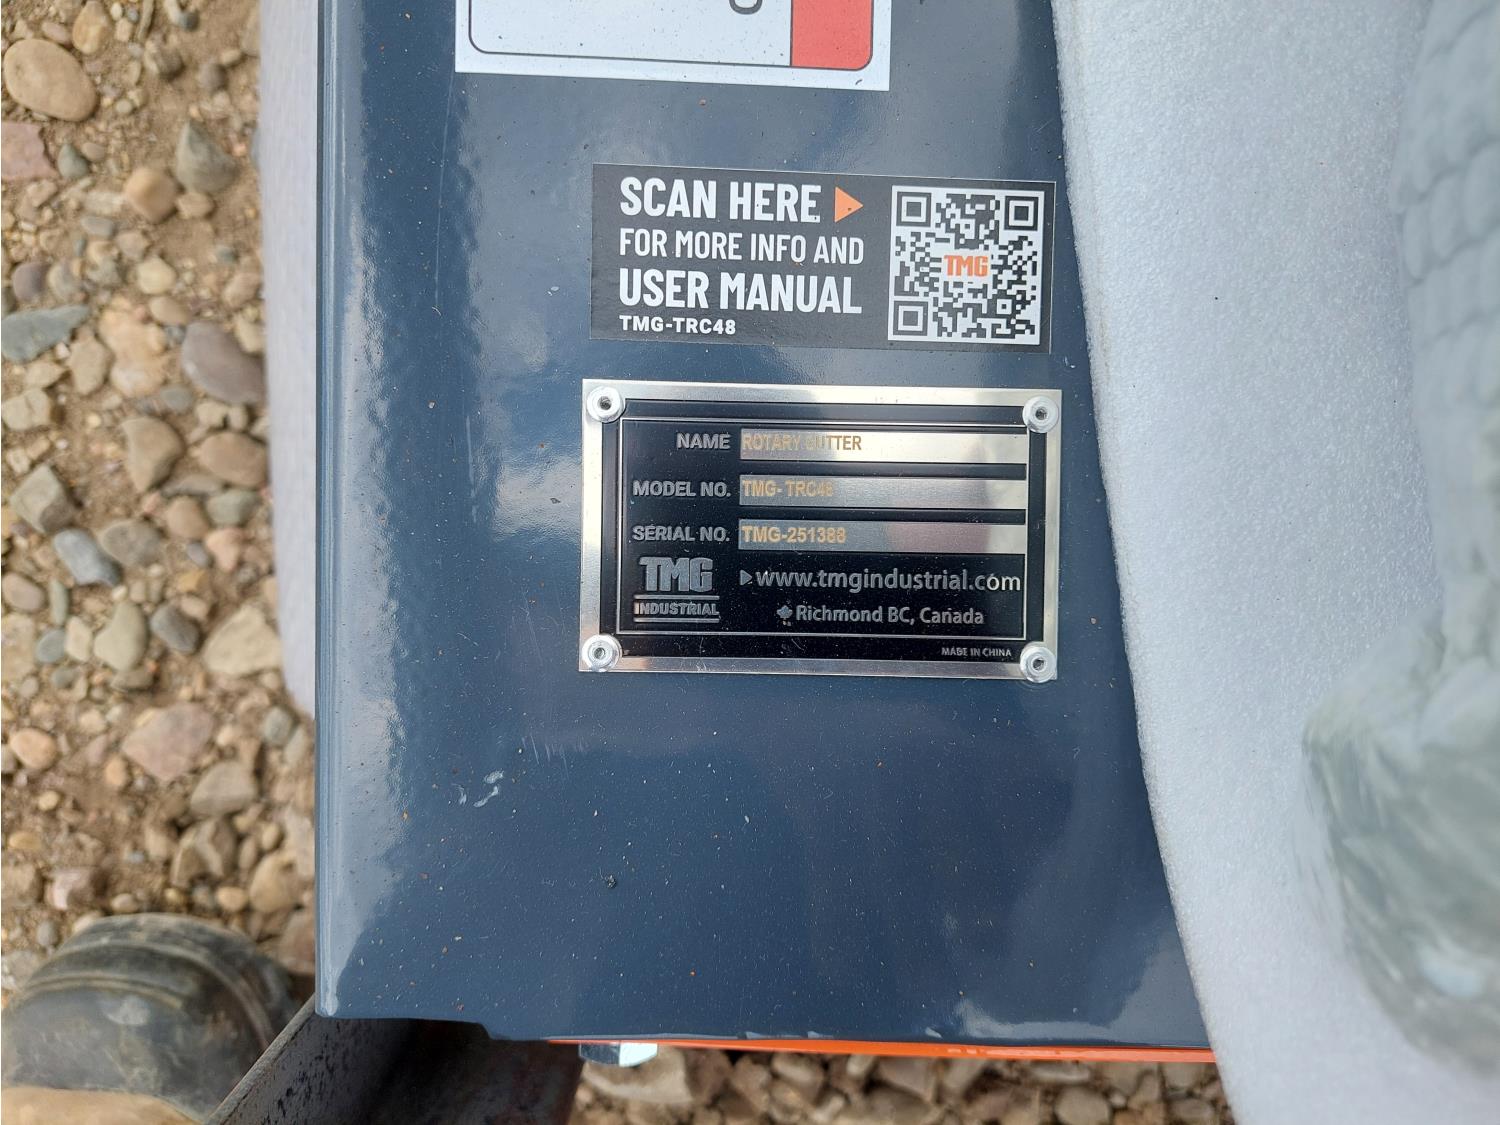 SCAN HERE
FOR MORE INFO AND
USER MANUAL
TMG-TRC48
TMG
NAME ROTARY CUTTER
MODEL NO. TMG-TRC48
SERIAL NO. TMG-251388
TMG
INDUSTRIAL
www.tmgindustrial.com
Richmond BC, Canada
MADE IN CHINA